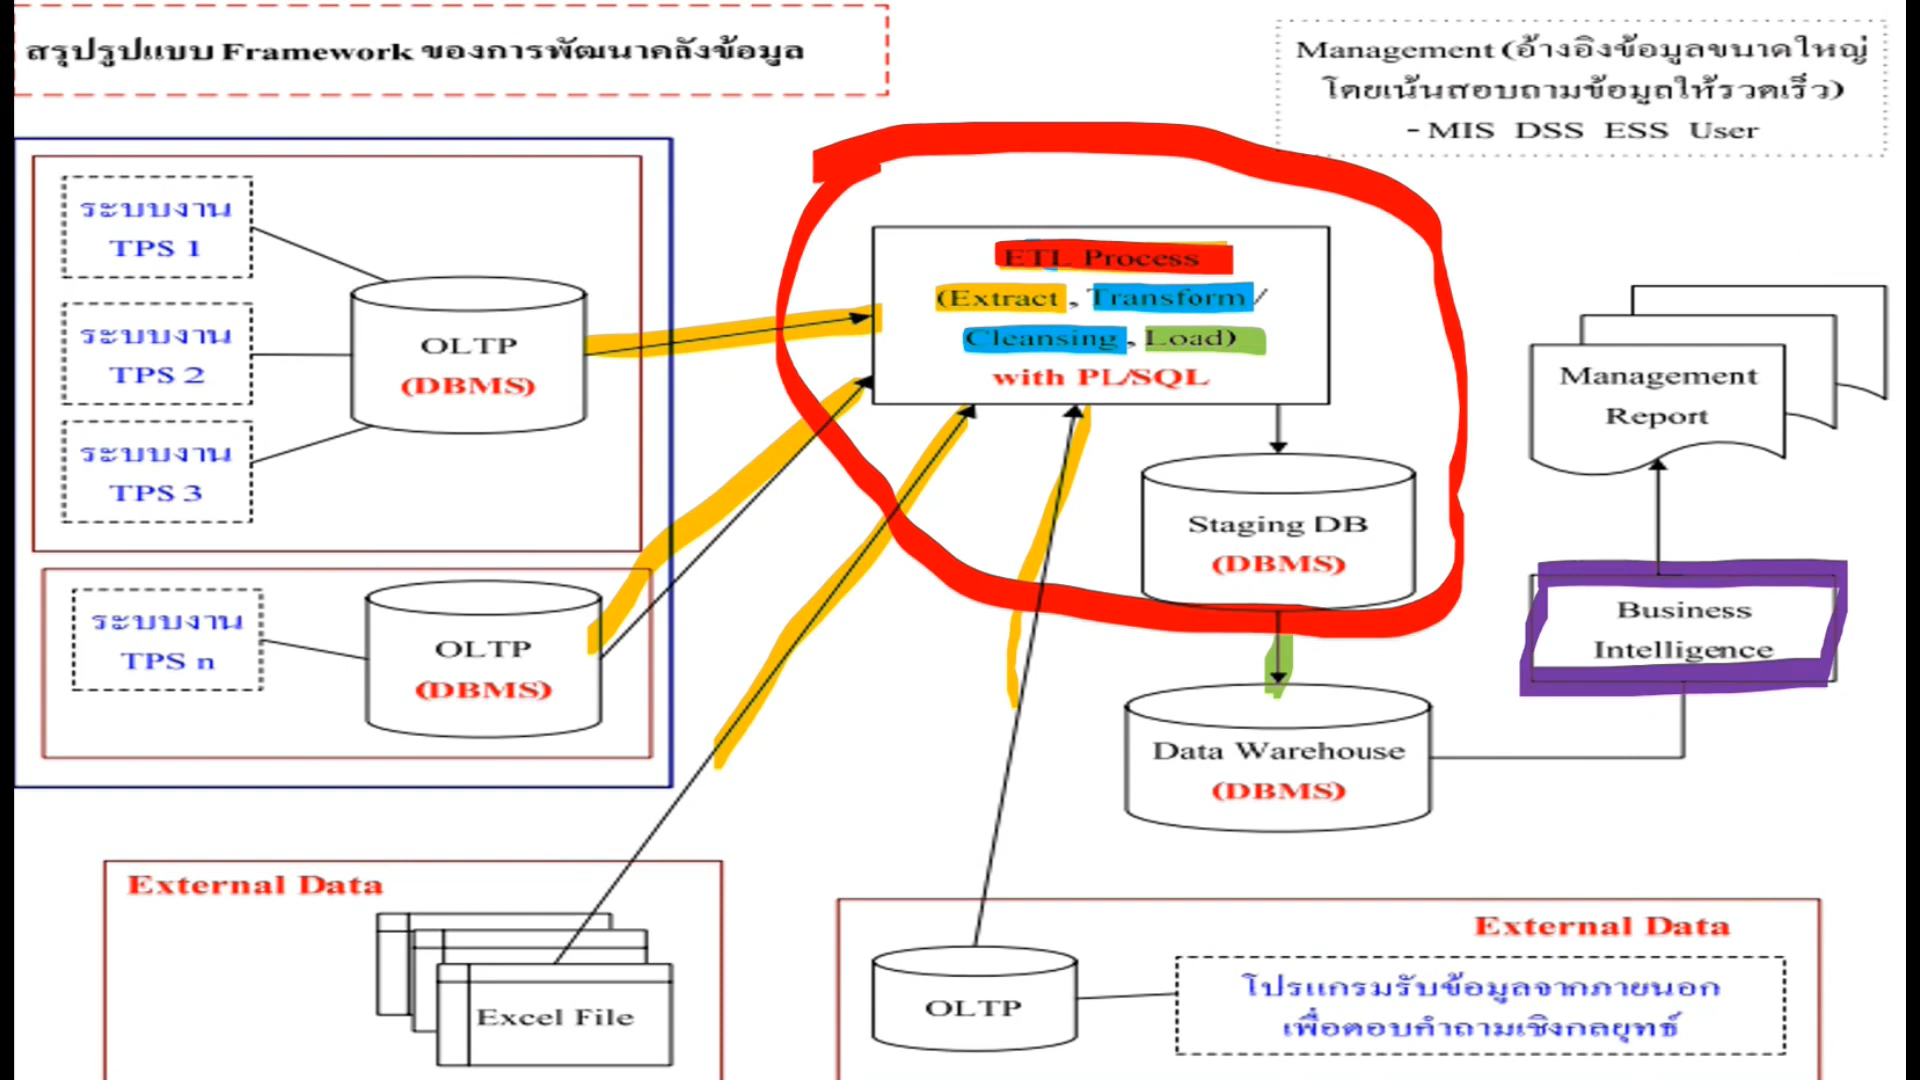 สรุปรูปแบบ Framework ของการพัฒนาคลังข้อมูล
Management (อ้างอิงข้อมูลขนาดใหญ่
โดยเน้นสอบถามข้อมูลให้รวดเร็ว)
- MIS DSS ESS User
ระบบงาน
TPS 1
ระบบงาน
TPS 2
ระบบงาน
TPS 3
OLTP
(DBMS)
ระบบงาน
TPS n
OLTP
(DBMS)
ETL Process
(Extract , Transform /
Cleansing , Load)
with PL/SQL
Staging DB
(DBMS)
Data Warehouse
(DBMS)
Management
Report
Business
Intelligence
External Data
Excel File
External Data
OLTP
โปรแกรมรับข้อมูลจากภายนอก
เพื่อตอบคำถามเชิงกลยุทธ์